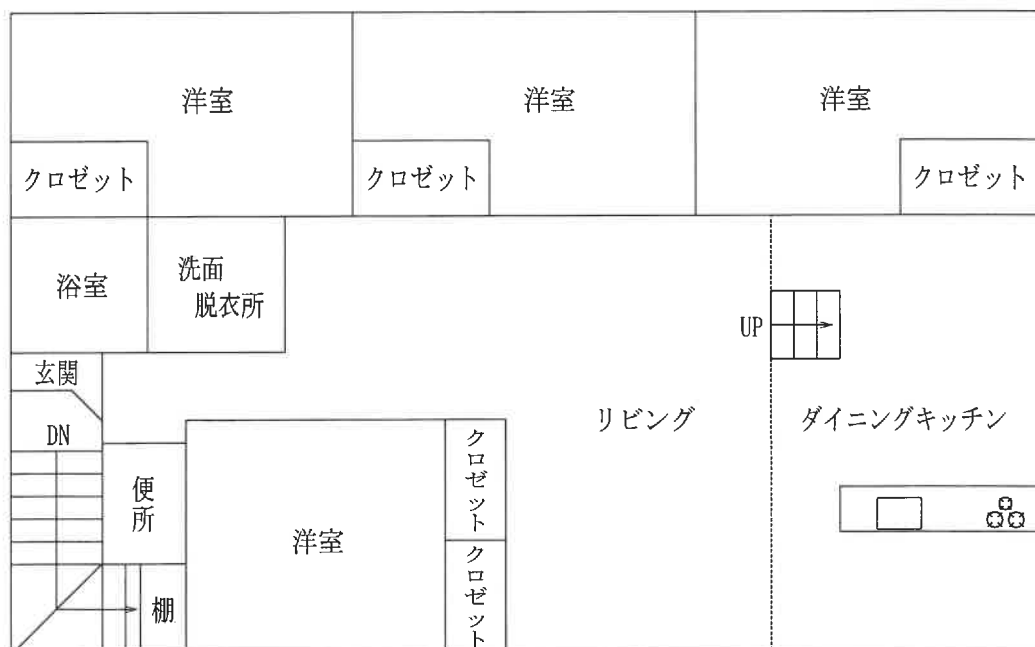 洋室
洋室
洋室
クロゼット
クロゼット
クロゼット
浴室
洗面
脱衣所
玄関
UP
DN
リビング
ダイニングキッチン
便所
洋室
クロゼット
クロゼット
棚